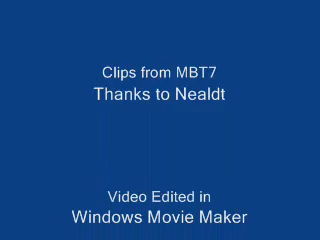 Clips from MBT7
Thanks to Nealdt
Video Edited in
Windows Movie Maker